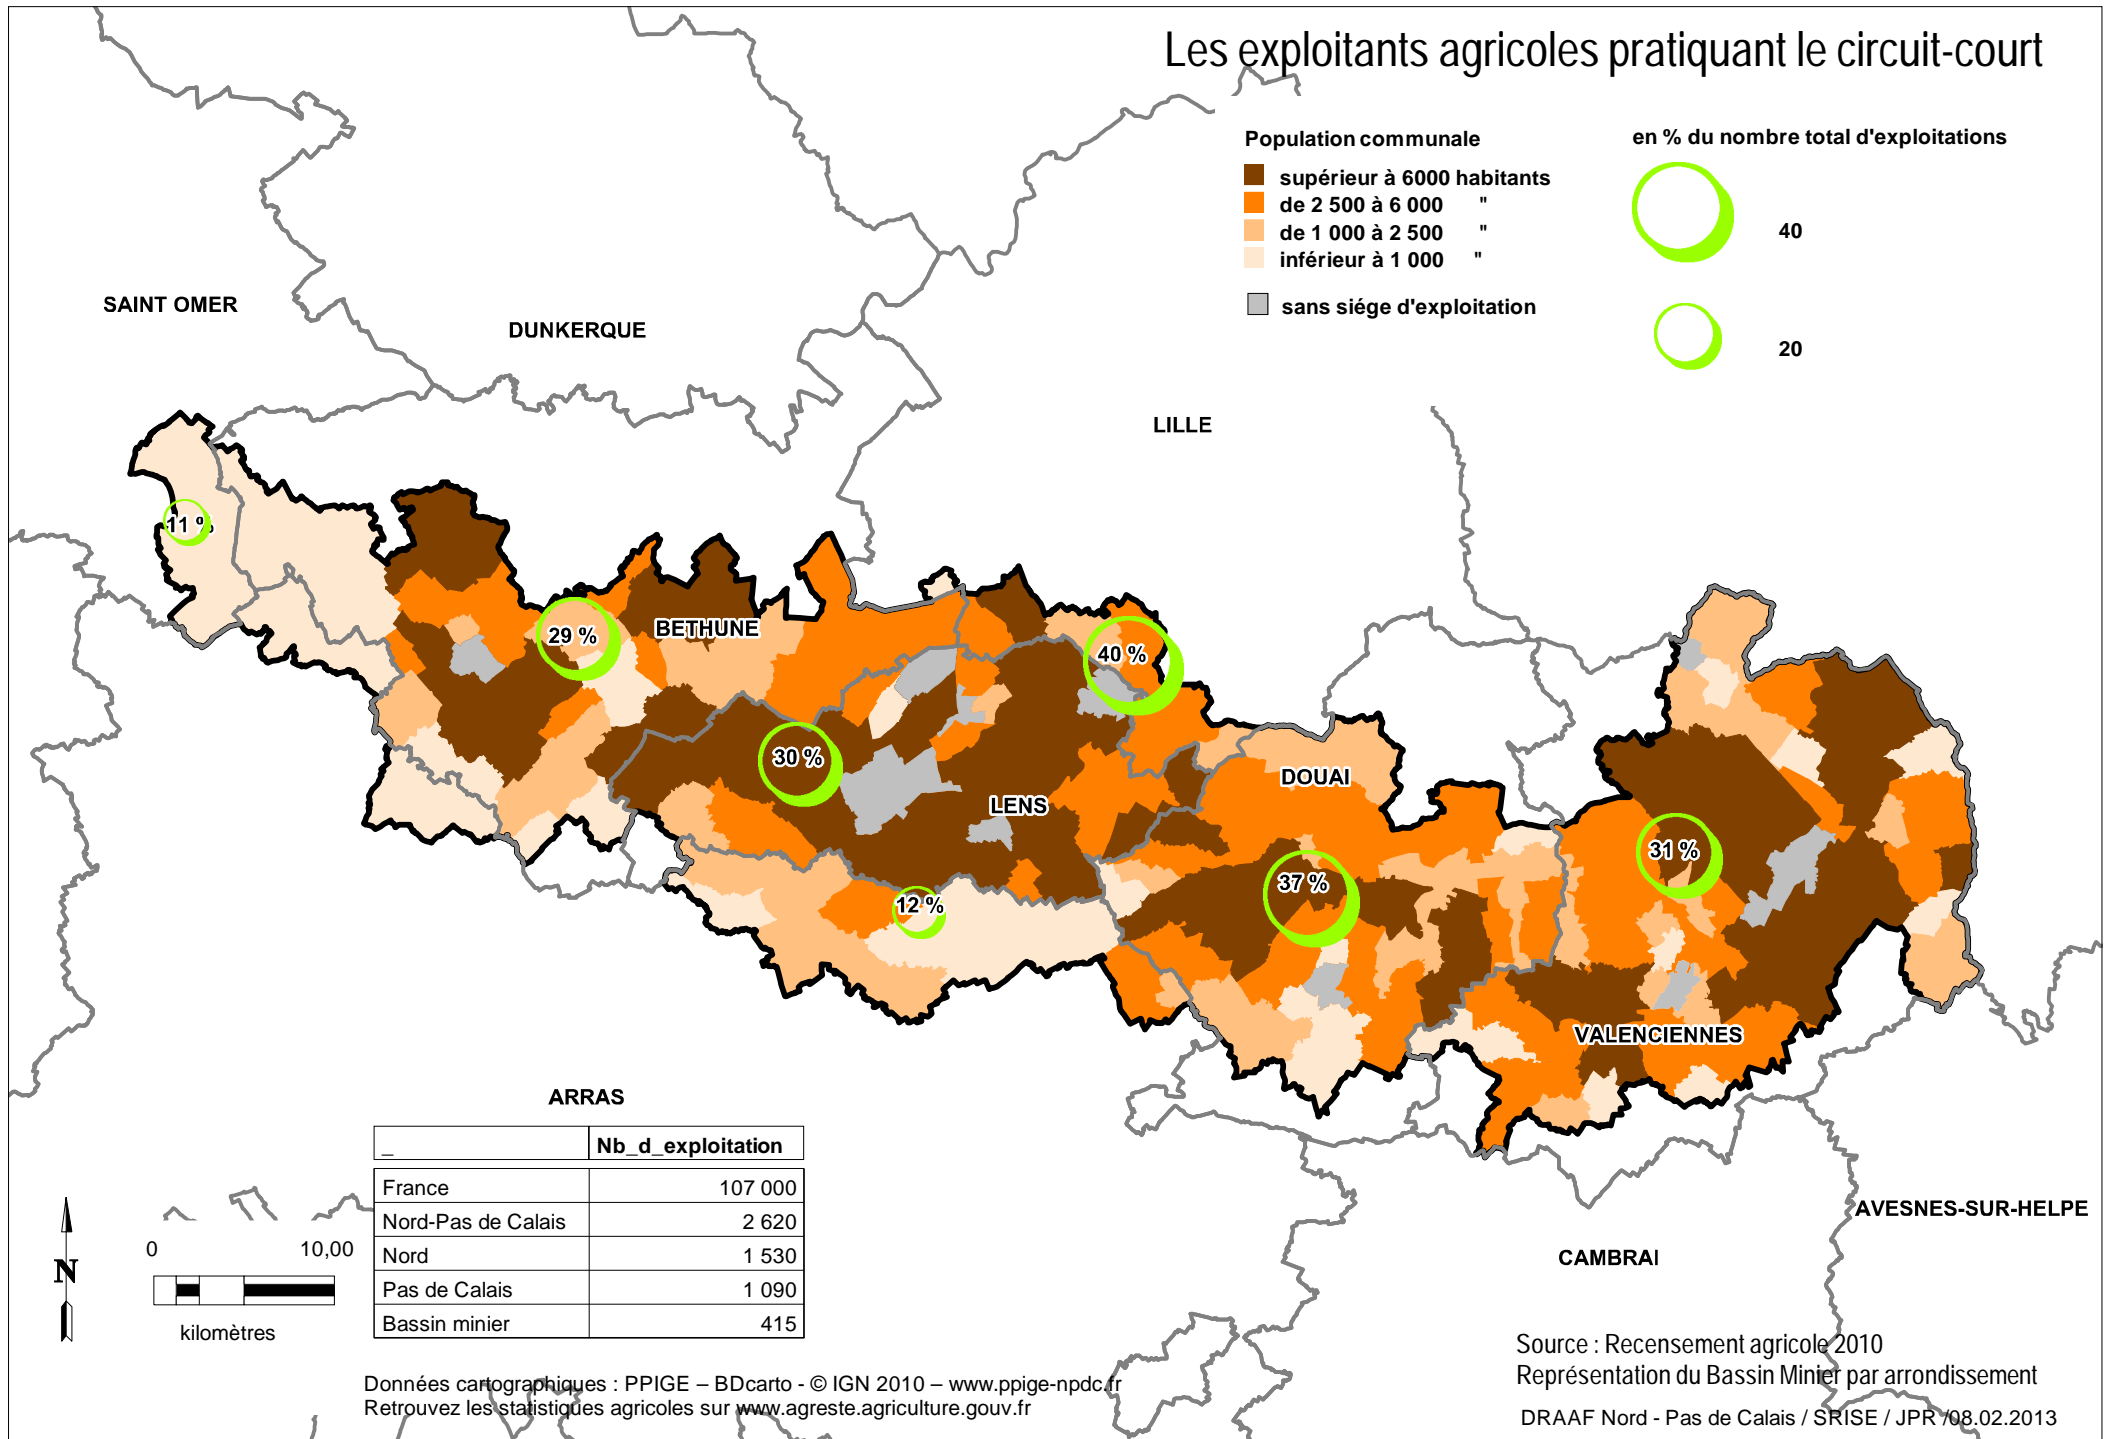 Les exploitants agricoles pratiquant le circuit-court
Population communale
supérieur à 6000 habitants
de 2 500 à 6 000 "
de 1 000 à 2 500 "
inférieur à 1 000 "
sans siége d'exploitation
en % du nombre total d'exploitations
40
20
SAINT OMER
DUNKERQUE
LILLE
11 %
29 %
BETHUNE
40 %
30 %
DOUAI
LENS
31 %
37 %
12 %
VALENCIENNES
ARRAS
AVESNES-SUR-HELPE
CAMBRAI
_ Nb_d_exploitation
France 107 000
Nord-Pas de Calais 2 620
Nord 1 530
Pas de Calais 1 090
Bassin minier 415
N
0 10,00
kilomètres
Données cartographiques : PPIGE – BDcarto - © IGN 2010 – www.ppige-npdc.fr
Retrouvez les statistiques agricoles sur www.agreste.agriculture.gouv.fr
Source : Recensement agricole 2010
Représentation du Bassin Minier par arrondissement
DRAAF Nord - Pas de Calais / SRISE / JPR /08.02.2013